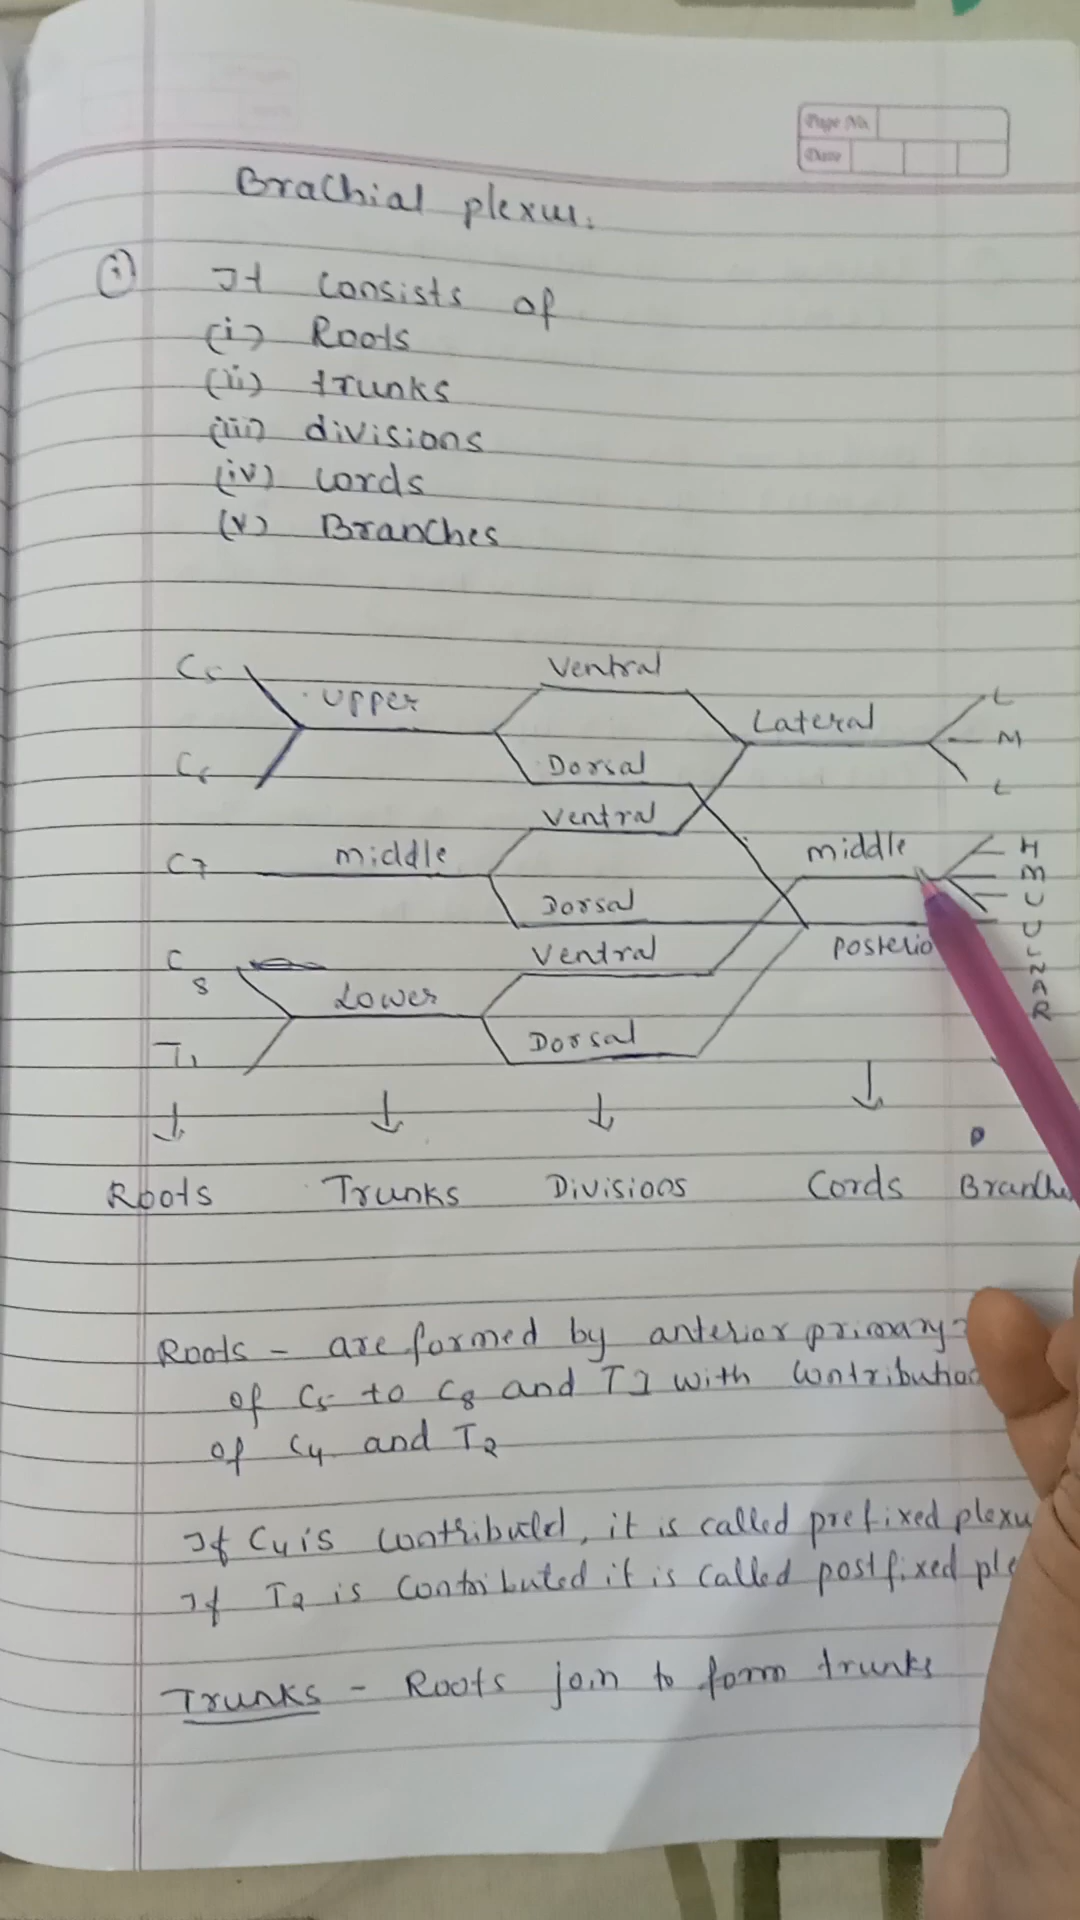 Page No.
Date
Brachial plexus.
(i) It consists of
(i) Roots
(ii) trunks
(iii) divisions
(iv) cords
(v) Branches
C5 Upper Ventral Lateral L
M
C6 Dorsal L
Ventral
C7 middle middle H
M
Dorsal U
C8 Ventral Posterio U
L
Lower N
A
T1 Dorsal R
Roots Trunks Divisions Cords Branche
Roots - are formed by anterior primary
of C5 to C8 and T1 with contribution
of C4 and T2
If C4 is contributed, it is called prefixed plexu
If T2 is contributed it is called postfixed ple
Trunks - Roots join to form trunks